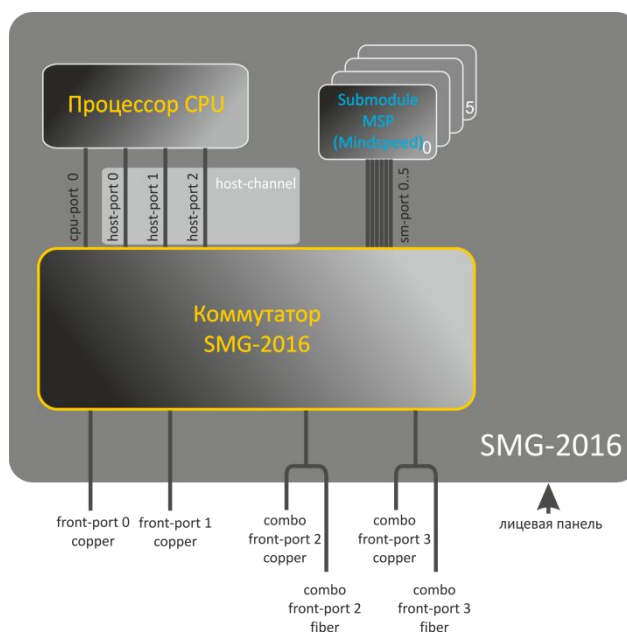 Процессор CPU
Submodule
MSP
(Mindspeed)
0
5
cpu-port 0
host-port 0
host-port 1
host-port 2
host-channel
sm-port 0..5
Коммутатор
SMG-2016
SMG-2016
front-port 0
copper
front-port 1
copper
combo
front-port 2
copper
combo
front-port 3
copper
лицевая панель
combo
front-port 2
fiber
combo
front-port 3
fiber